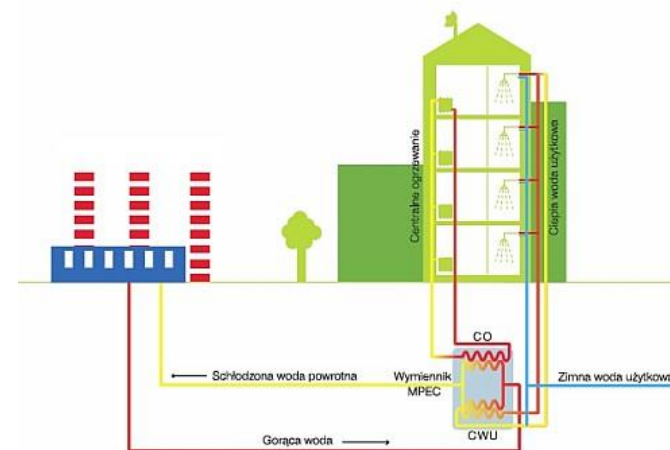 Centralne ogrzewanie
Ciepła woda użytkowa
CO
Schłodzona woda powrotna
Wymiennik
MPEC
Zimna woda użytkowa
CWU
Gorąca woda